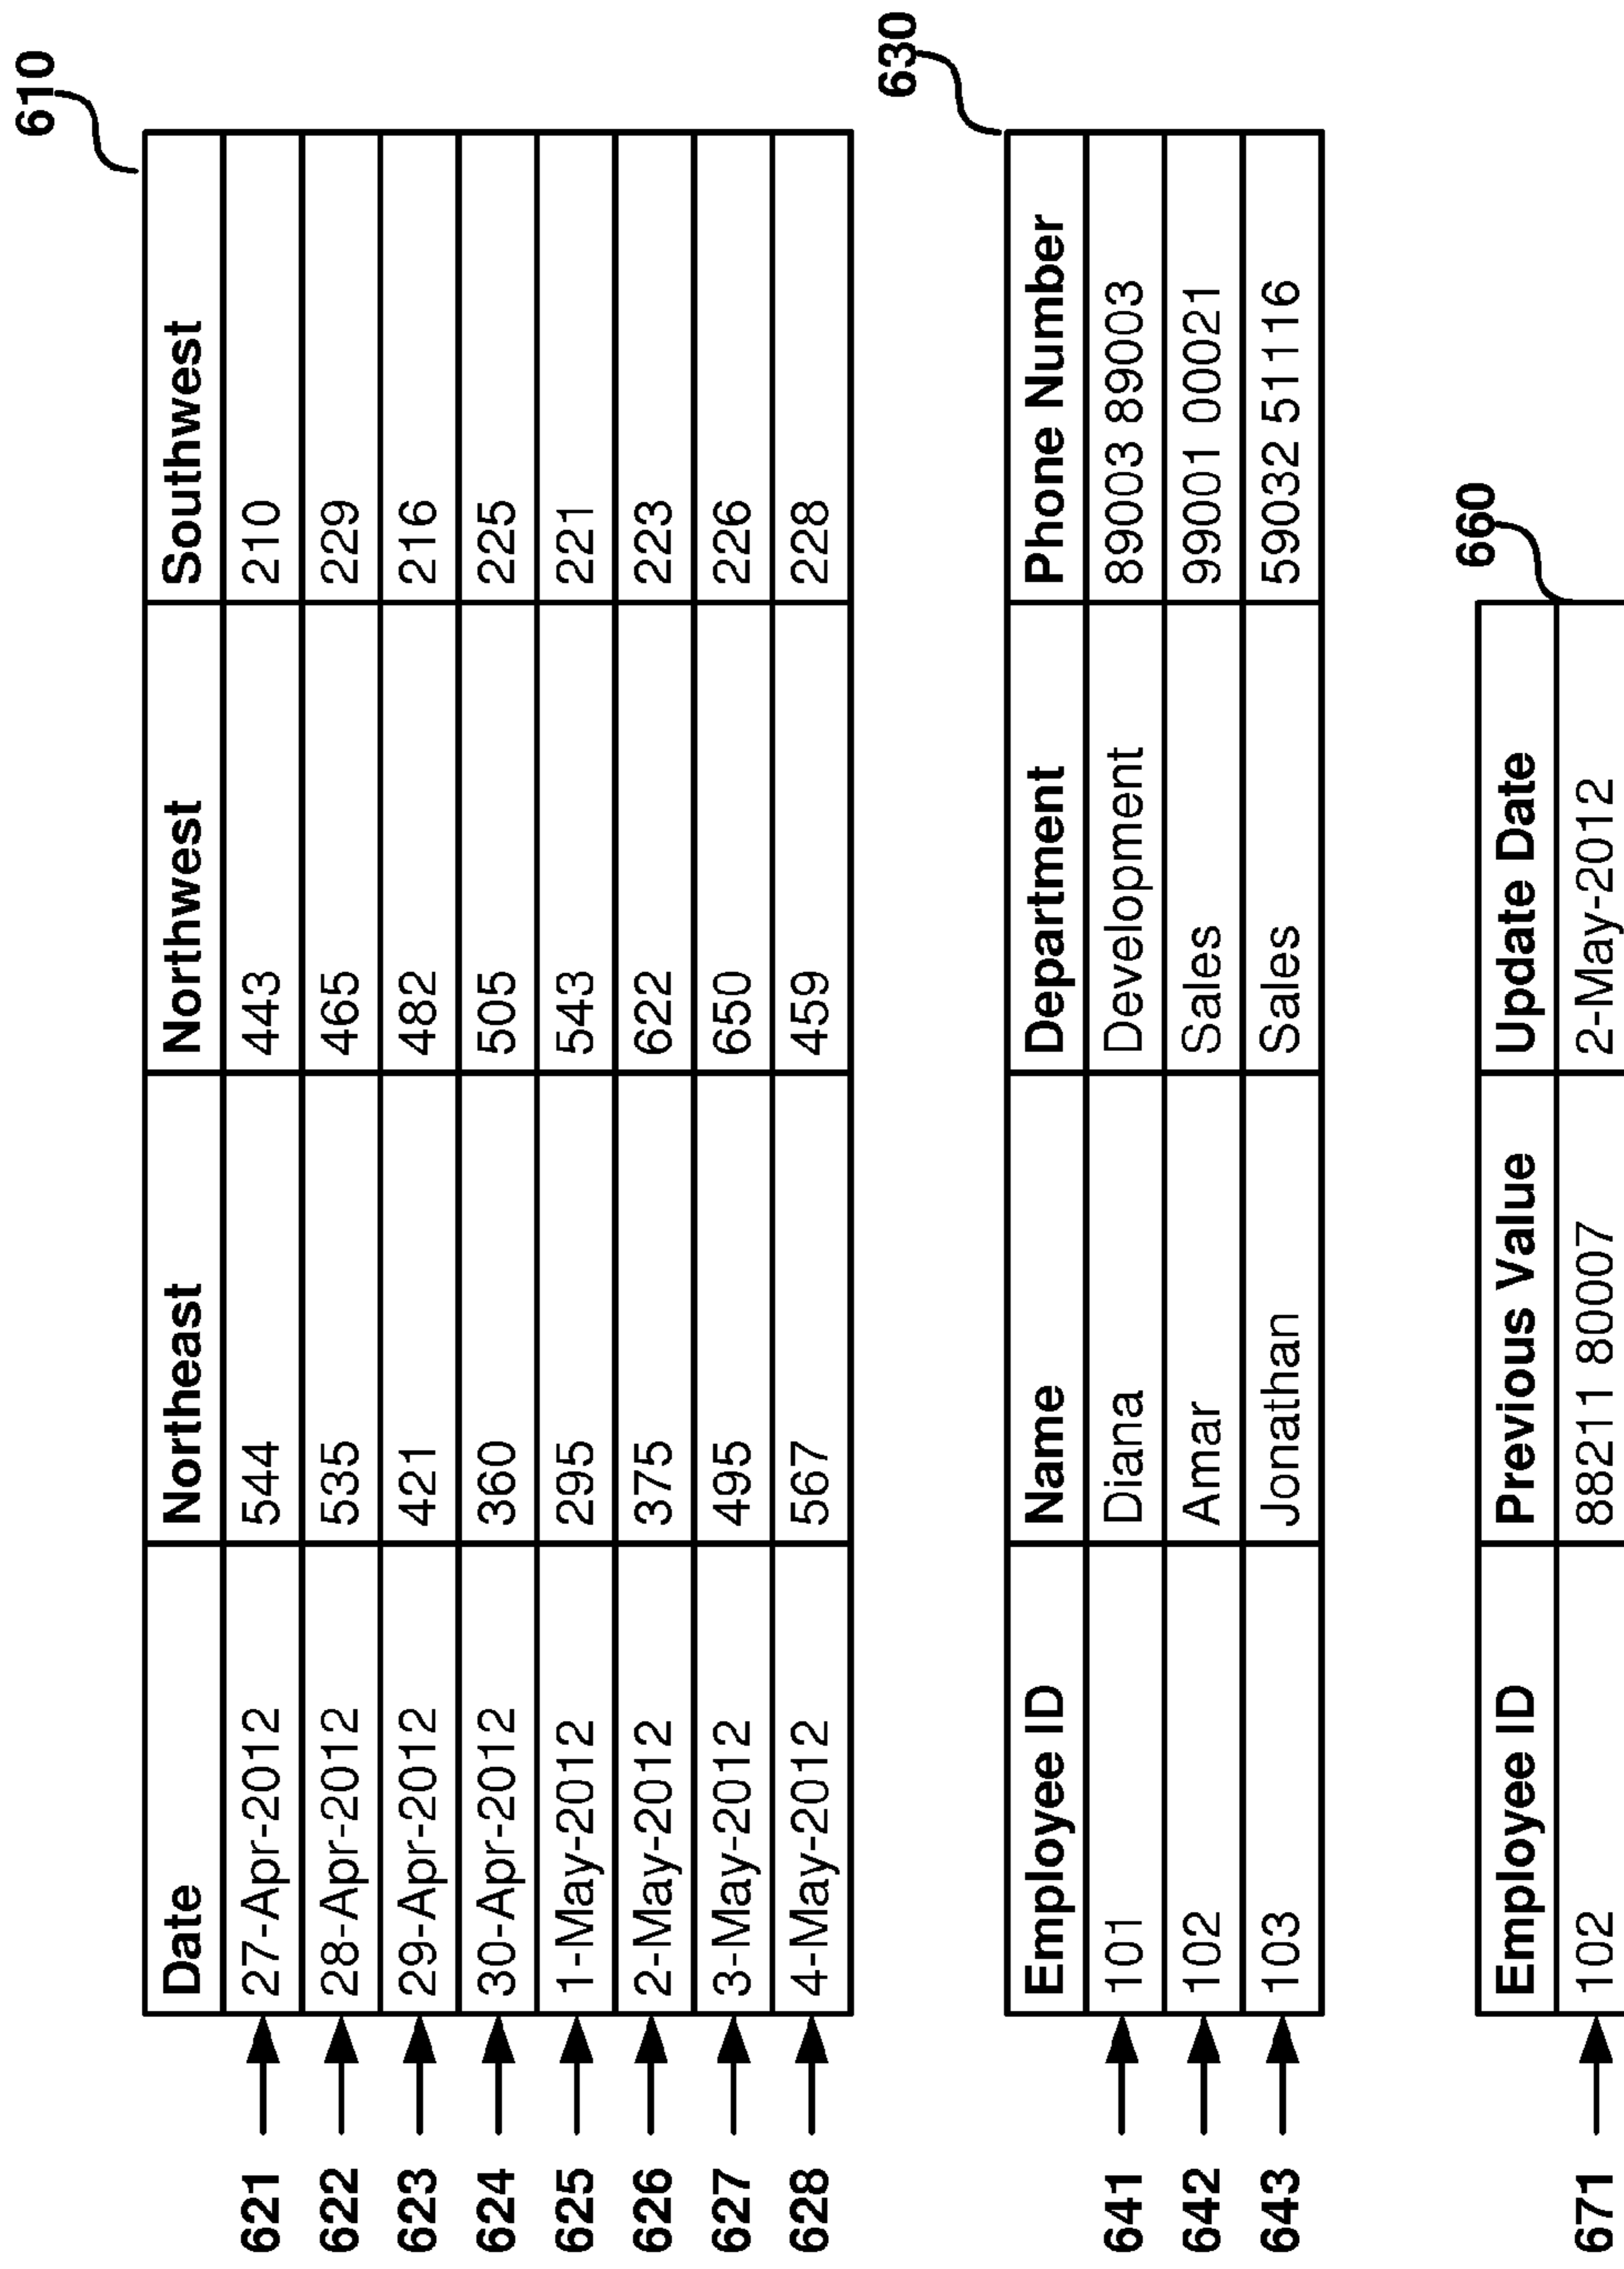 610
Date Northeast Northwest Southwest
621 27-Apr-2012 544 443 210
622 28-Apr-2012 535 465 229
623 29-Apr-2012 421 482 216
624 30-Apr-2012 360 505 225
625 1-May-2012 295 543 221
626 2-May-2012 375 622 223
627 3-May-2012 495 650 226
628 4-May-2012 567 459 228
630
Employee ID Name Department Phone Number
641 101 Diana Development 89003 89003
642 102 Amar Sales 99001 00021
643 103 Jonathan Sales 59032 51116
660
Employee ID Previous Value Update Date
671 102 88211 80007 2-May-2012